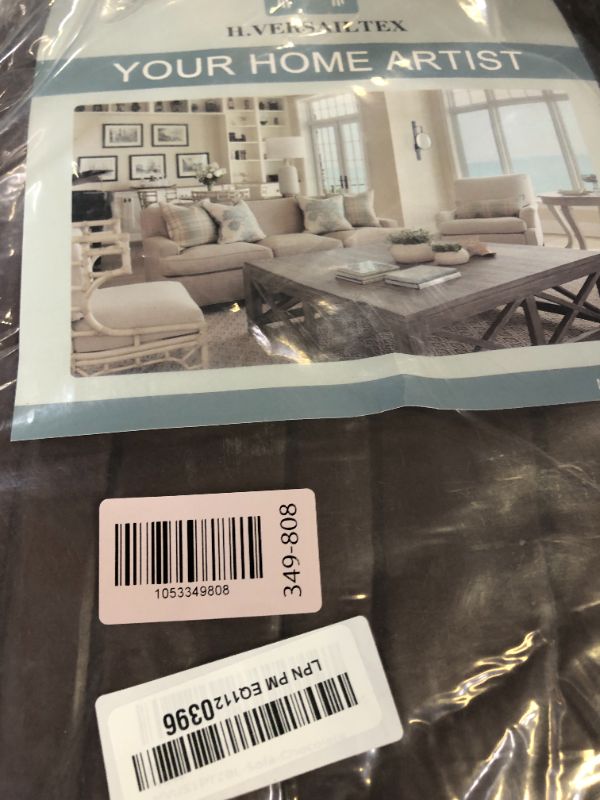 H.VERSAILTEX
YOUR HOME ARTIST
1053349808
349-808
LPN PM EQ1120396